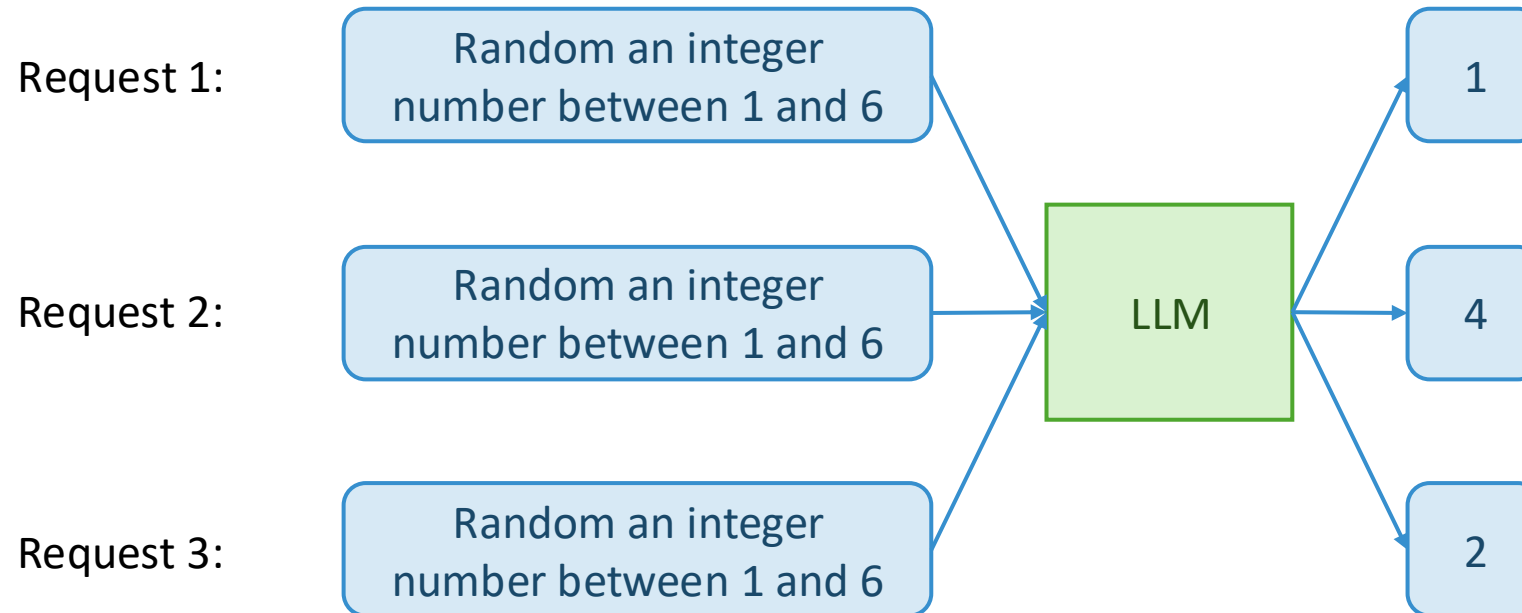 Request 1:
Random an integer
number between 1 and 6
1
Request 2:
Random an integer
number between 1 and 6
LLM
4
Request 3:
Random an integer
number between 1 and 6
2